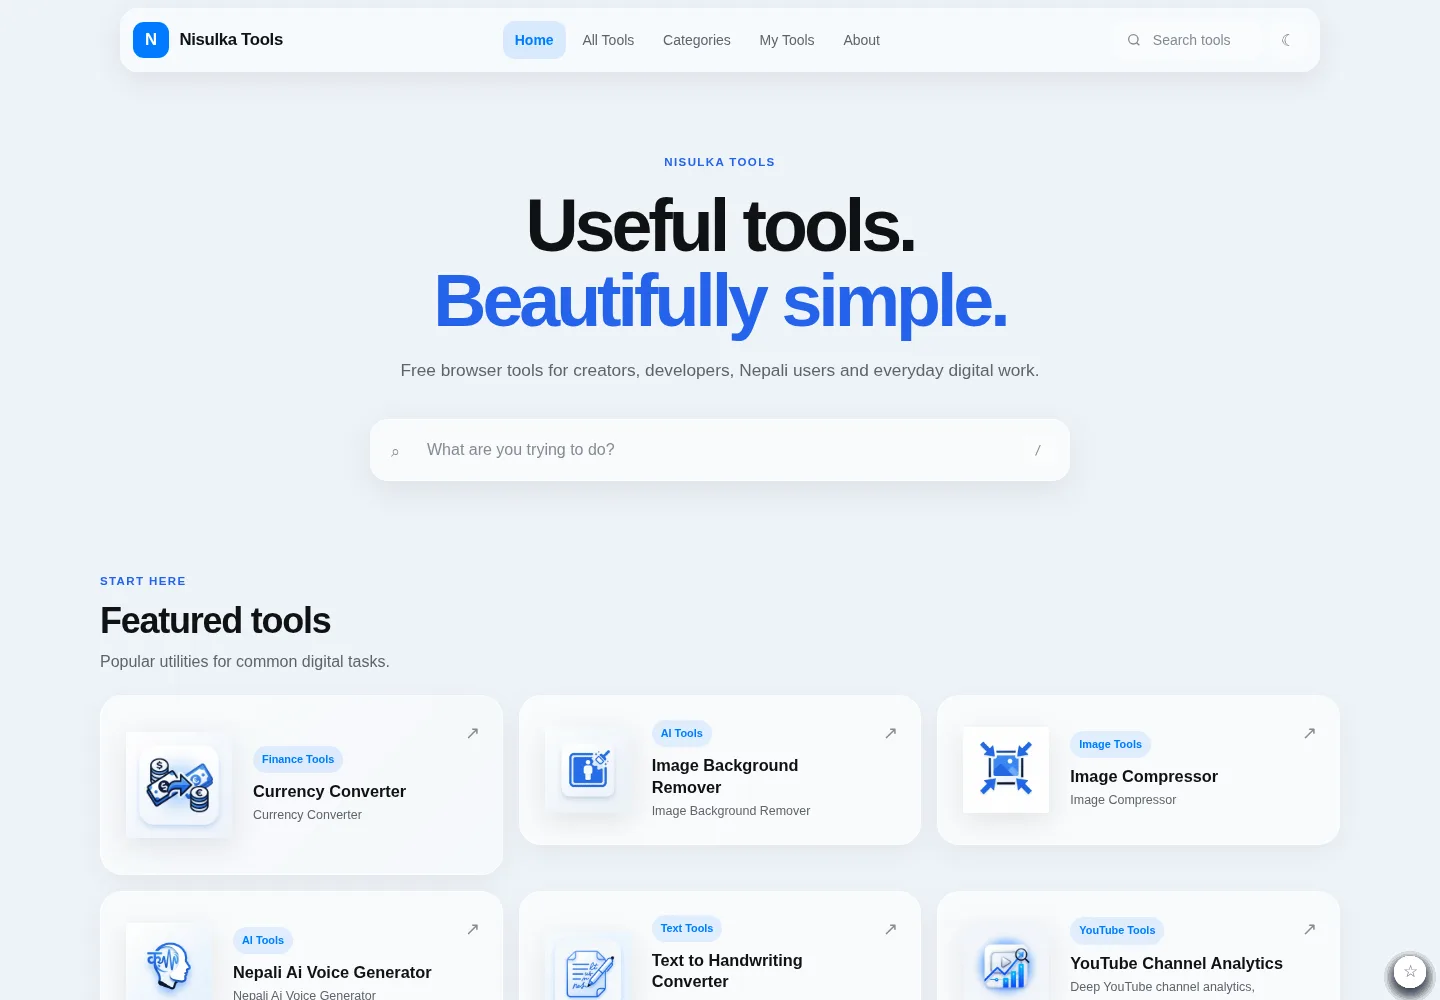 N
Nisulka Tools
Home
All Tools
Categories
My Tools
About
Search tools
NISULKA TOOLS
Useful tools.
Beautifully simple.
Free browser tools for creators, developers, Nepali users and everyday digital work.
What are you trying to do?
/
START HERE
Featured tools
Popular utilities for common digital tasks.
Finance Tools
Currency Converter
Currency Converter
AI Tools
Image Background
Remover
Image Background Remover
Image Tools
Image Compressor
Image Compressor
AI Tools
Nepali Ai Voice Generator
Nepali Ai Voice Generator
Text Tools
Text to Handwriting
Converter
YouTube Tools
YouTube Channel Analytics
Deep YouTube channel analytics,